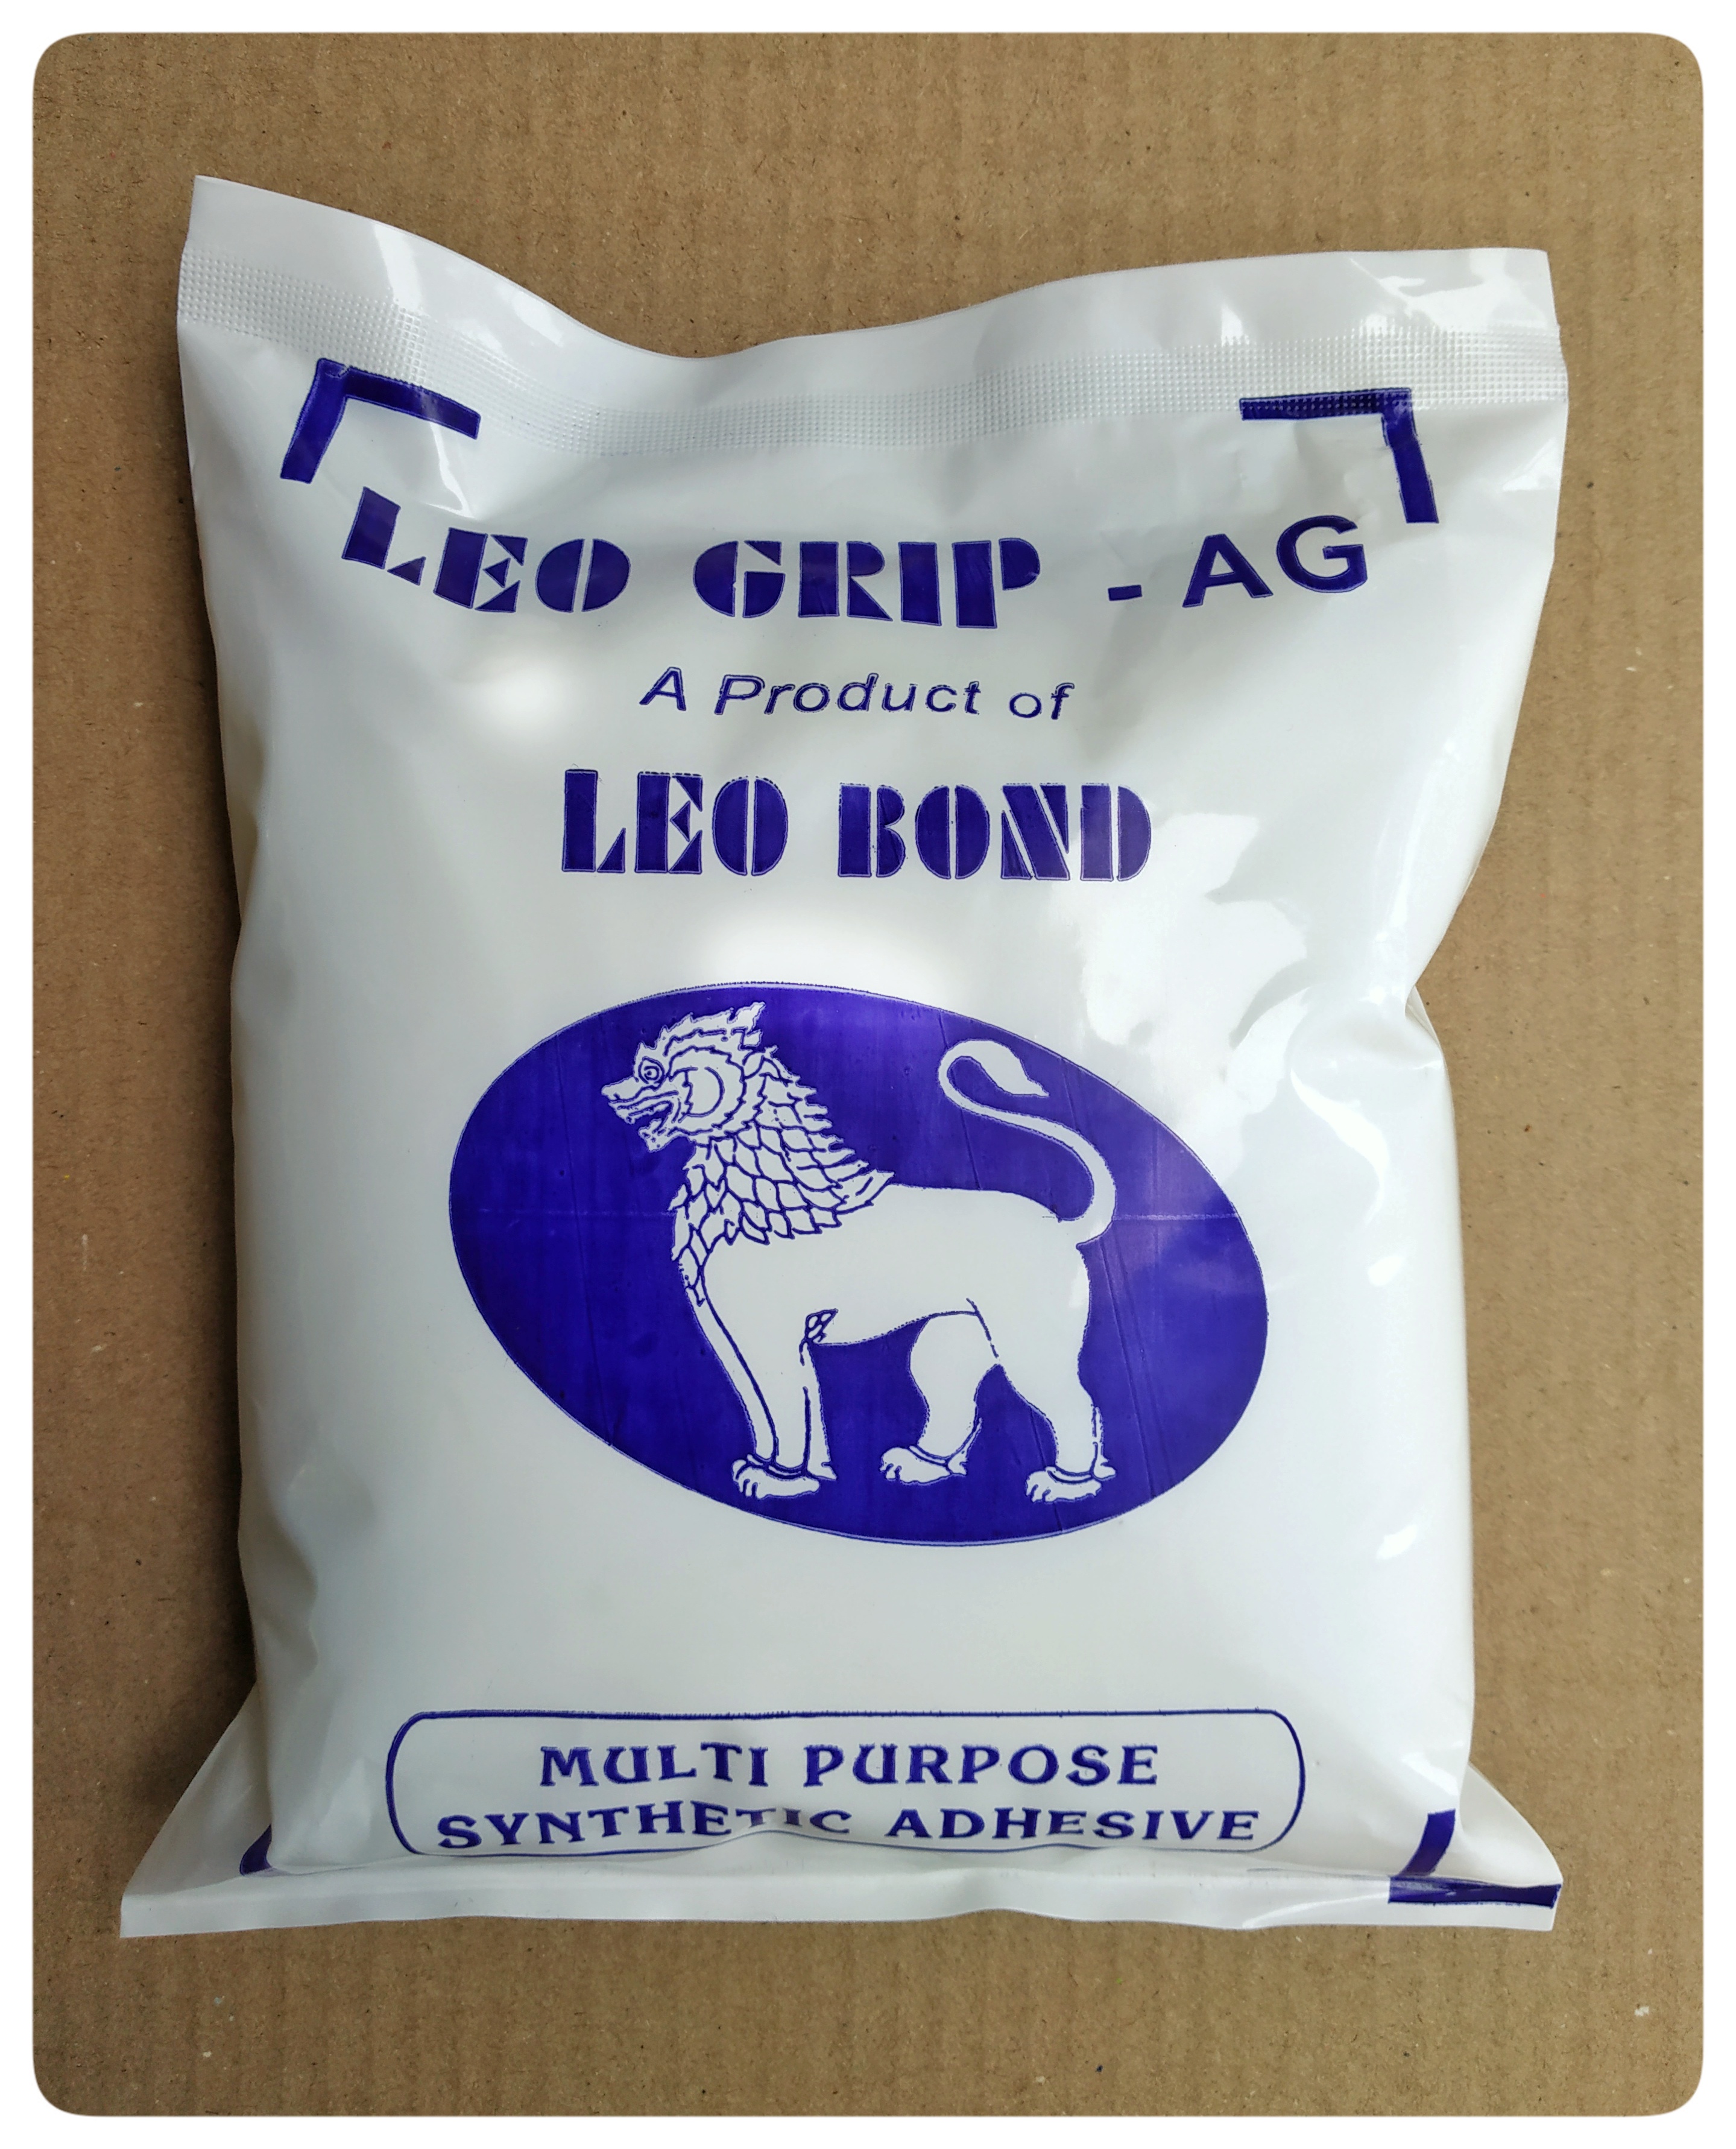 LEO GRIP - AG
A Product of
LEO BOND
MULTI PURPOSE
SYNTHETIC ADHESIVE